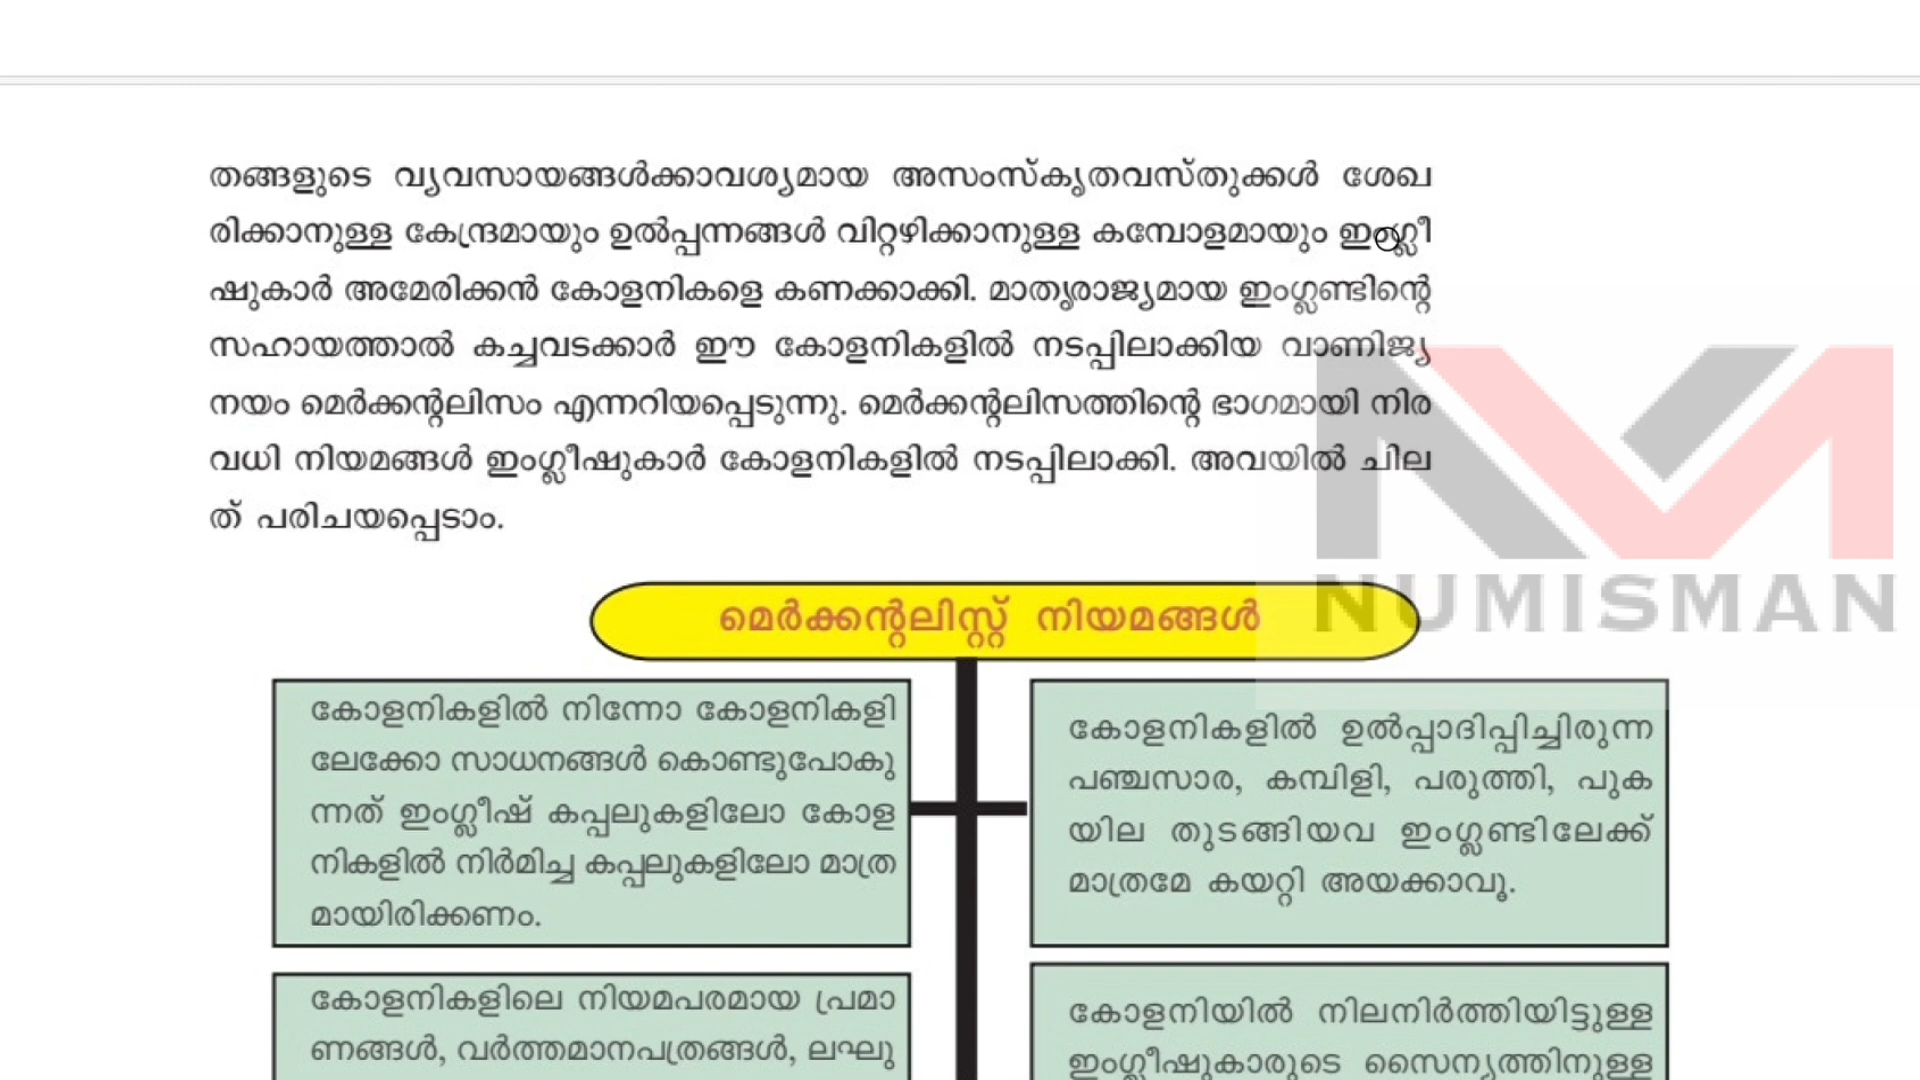 തങ്ങളുടെ വ്യവസായങ്ങൾക്കാവശ്യമായ അസംസ്കൃതവസ്തുക്കൾ ശേഖ
രിക്കാനുള്ള കേന്ദ്രമായും ഉൽപ്പന്നങ്ങൾ വിറ്റഴിക്കാനുള്ള കമ്പോളമായും ഇംഗ്ലീ
ഷുകാർ അമേരിക്കൻ കോളനികളെ കണക്കാക്കി. മാതൃരാജ്യമായ ഇംഗ്ലണ്ടിന്റെ
സഹായത്താൽ കച്ചവടക്കാർ ഈ കോളനികളിൽ നടപ്പിലാക്കിയ വാണിജ്യ
നയം മെർക്കന്റലിസം എന്നറിയപ്പെടുന്നു. മെർക്കന്റലിസത്തിന്റെ ഭാഗമായി നിര
വധി നിയമങ്ങൾ ഇംഗ്ലീഷുകാർ കോളനികളിൽ നടപ്പിലാക്കി. അവയിൽ ചില
ത് പരിചയപ്പെടാം.
NUMISMAN
മെർക്കന്റലിസ്റ്റ് നിയമങ്ങൾ
കോളനികളിൽ നിന്നോ കോളനികളി
ലേക്കോ സാധനങ്ങൾ കൊണ്ടുപോകു
ന്നത് ഇംഗ്ലീഷ് കപ്പലുകളിലോ കോള
നികളിൽ നിർമിച്ച കപ്പലുകളിലോ മാത്ര
മായിരിക്കണം.
കോളനികളിൽ ഉൽപ്പാദിപ്പിച്ചിരുന്ന
പഞ്ചസാര, കമ്പിളി, പരുത്തി, പുക
യില തുടങ്ങിയവ ഇംഗ്ലണ്ടിലേക്ക്
മാത്രമേ കയറ്റി അയക്കാവൂ.
കോളനികളിലെ നിയമപരമായ പ്രമാ
ണങ്ങൾ, വർത്തമാനപത്രങ്ങൾ, ലഘു
കോളനിയിൽ നിലനിർത്തിയിട്ടുള്ള
ഇംഗ്ലീഷുകാരുടെ സൈന്യത്തിനുള്ള